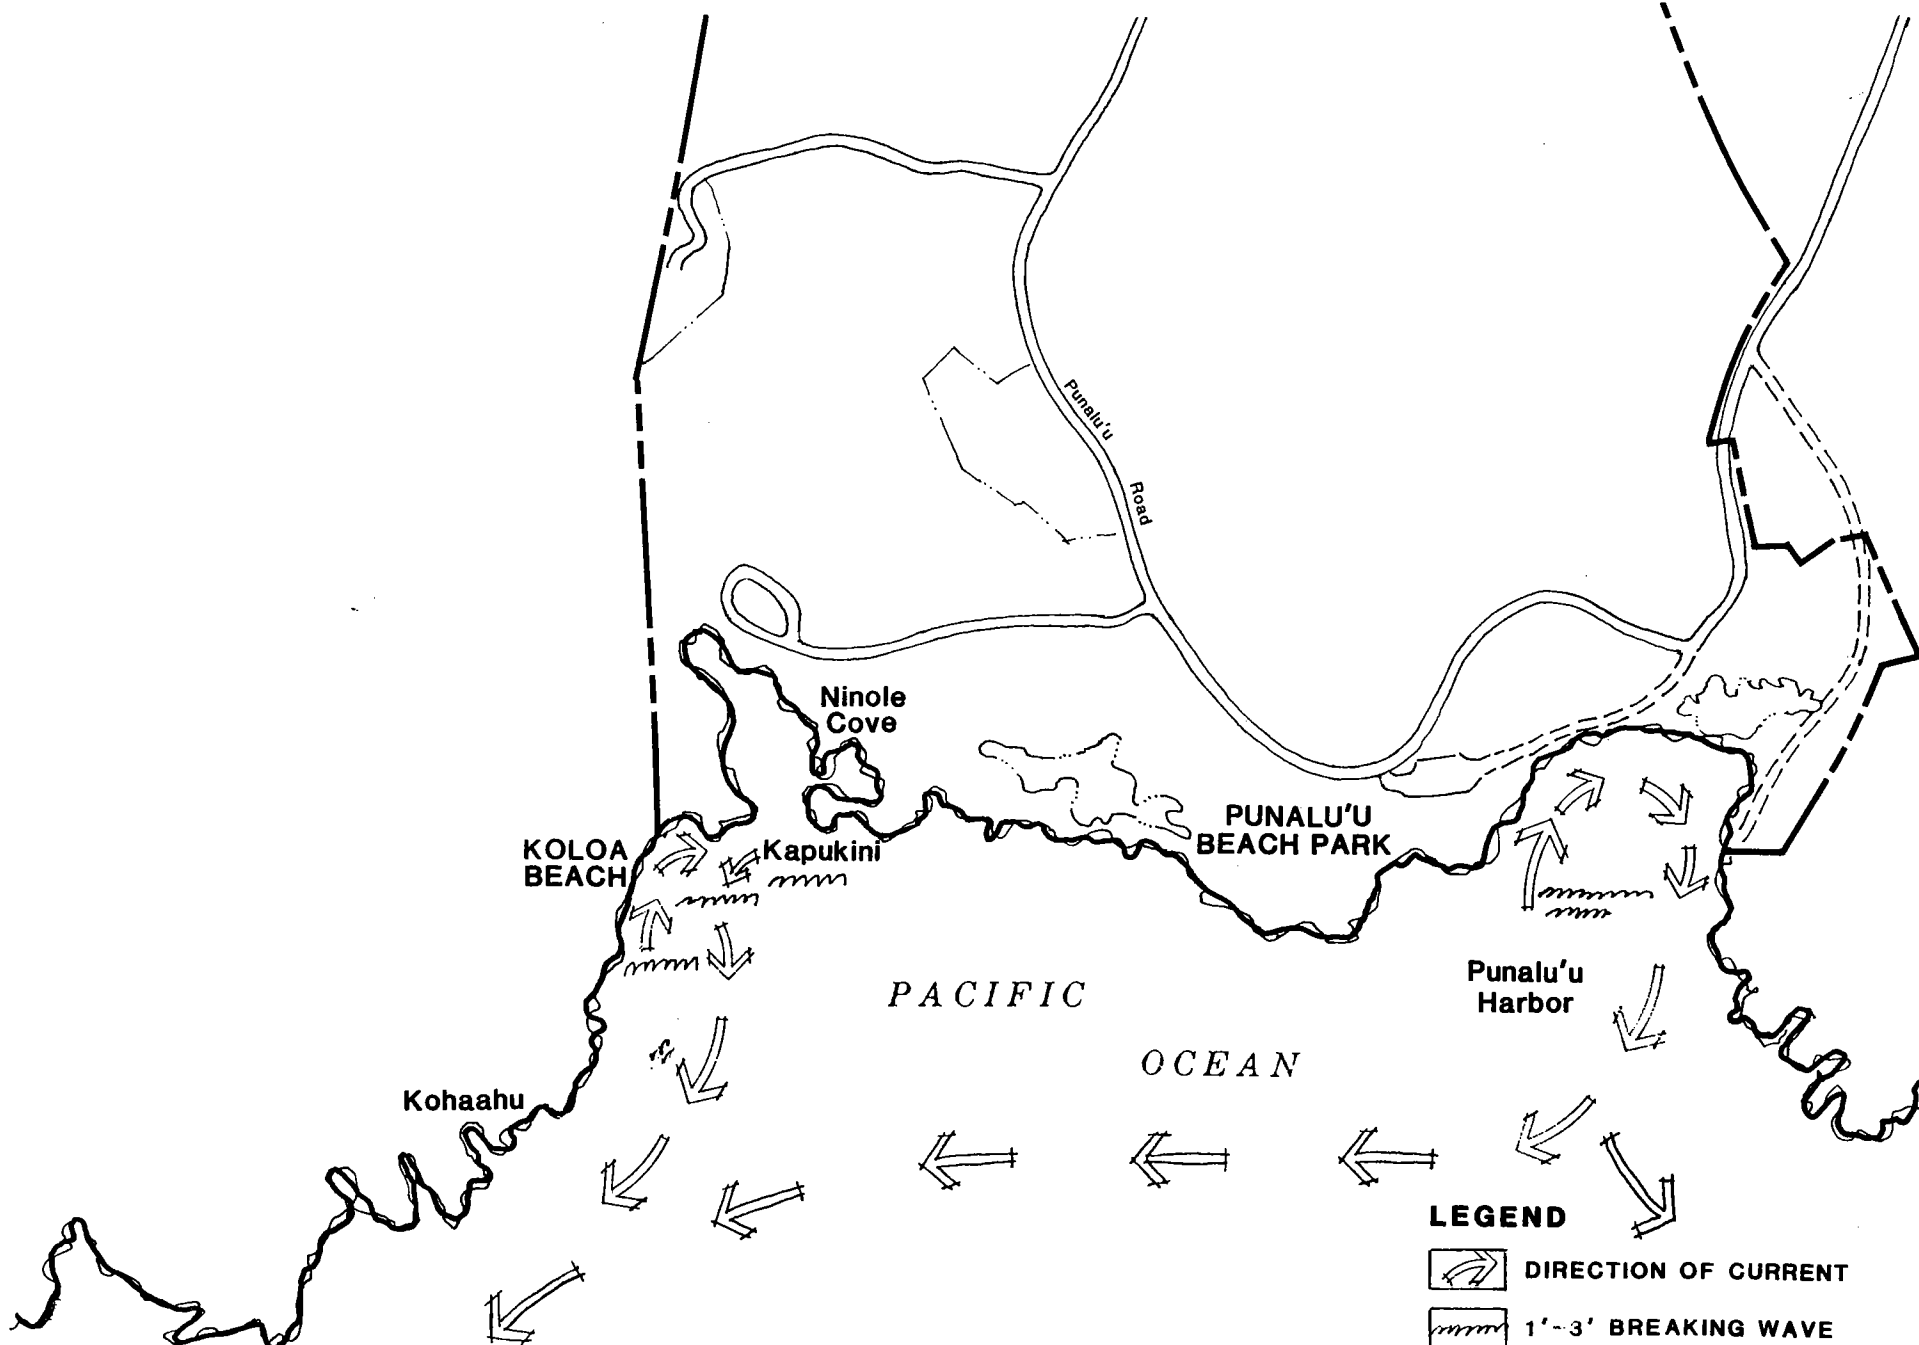 Punalu'u
Road
Ninole
Cove
PUNALU'U
BEACH PARK
KOLOA
BEACH
Kapukini
PACIFIC
Punalu'u
Harbor
OCEAN
Kohaahu
LEGEND
DIRECTION OF CURRENT
1'-3' BREAKING WAVE